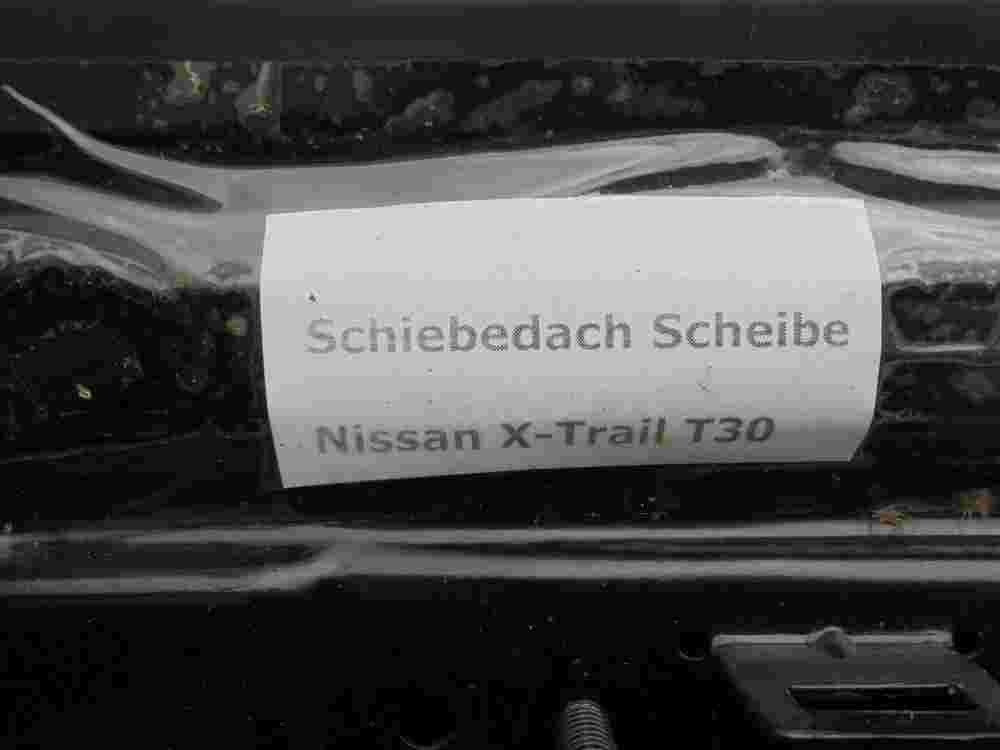 Schiebedach Scheibe
Nissan X-Trail T30